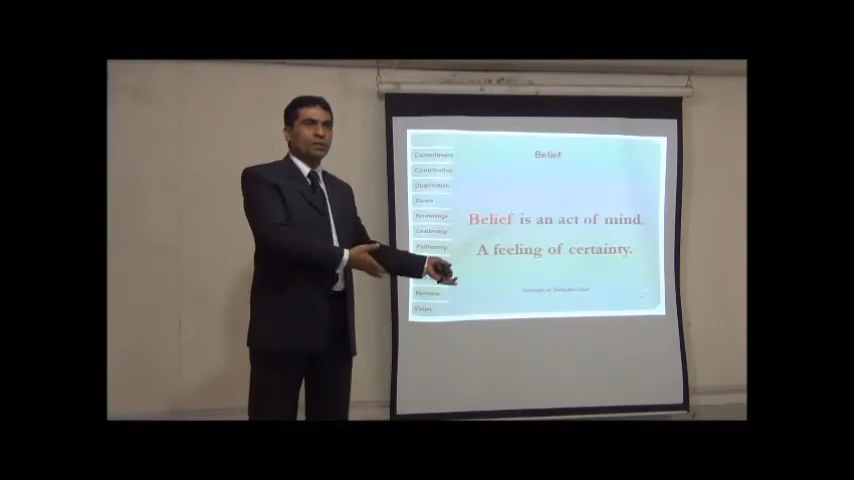 Belief
Commitment
Contribution
Goals
Knowledge
Leadership
Partnership
Vision
Belief is an act of mind.
A feeling of certainty.